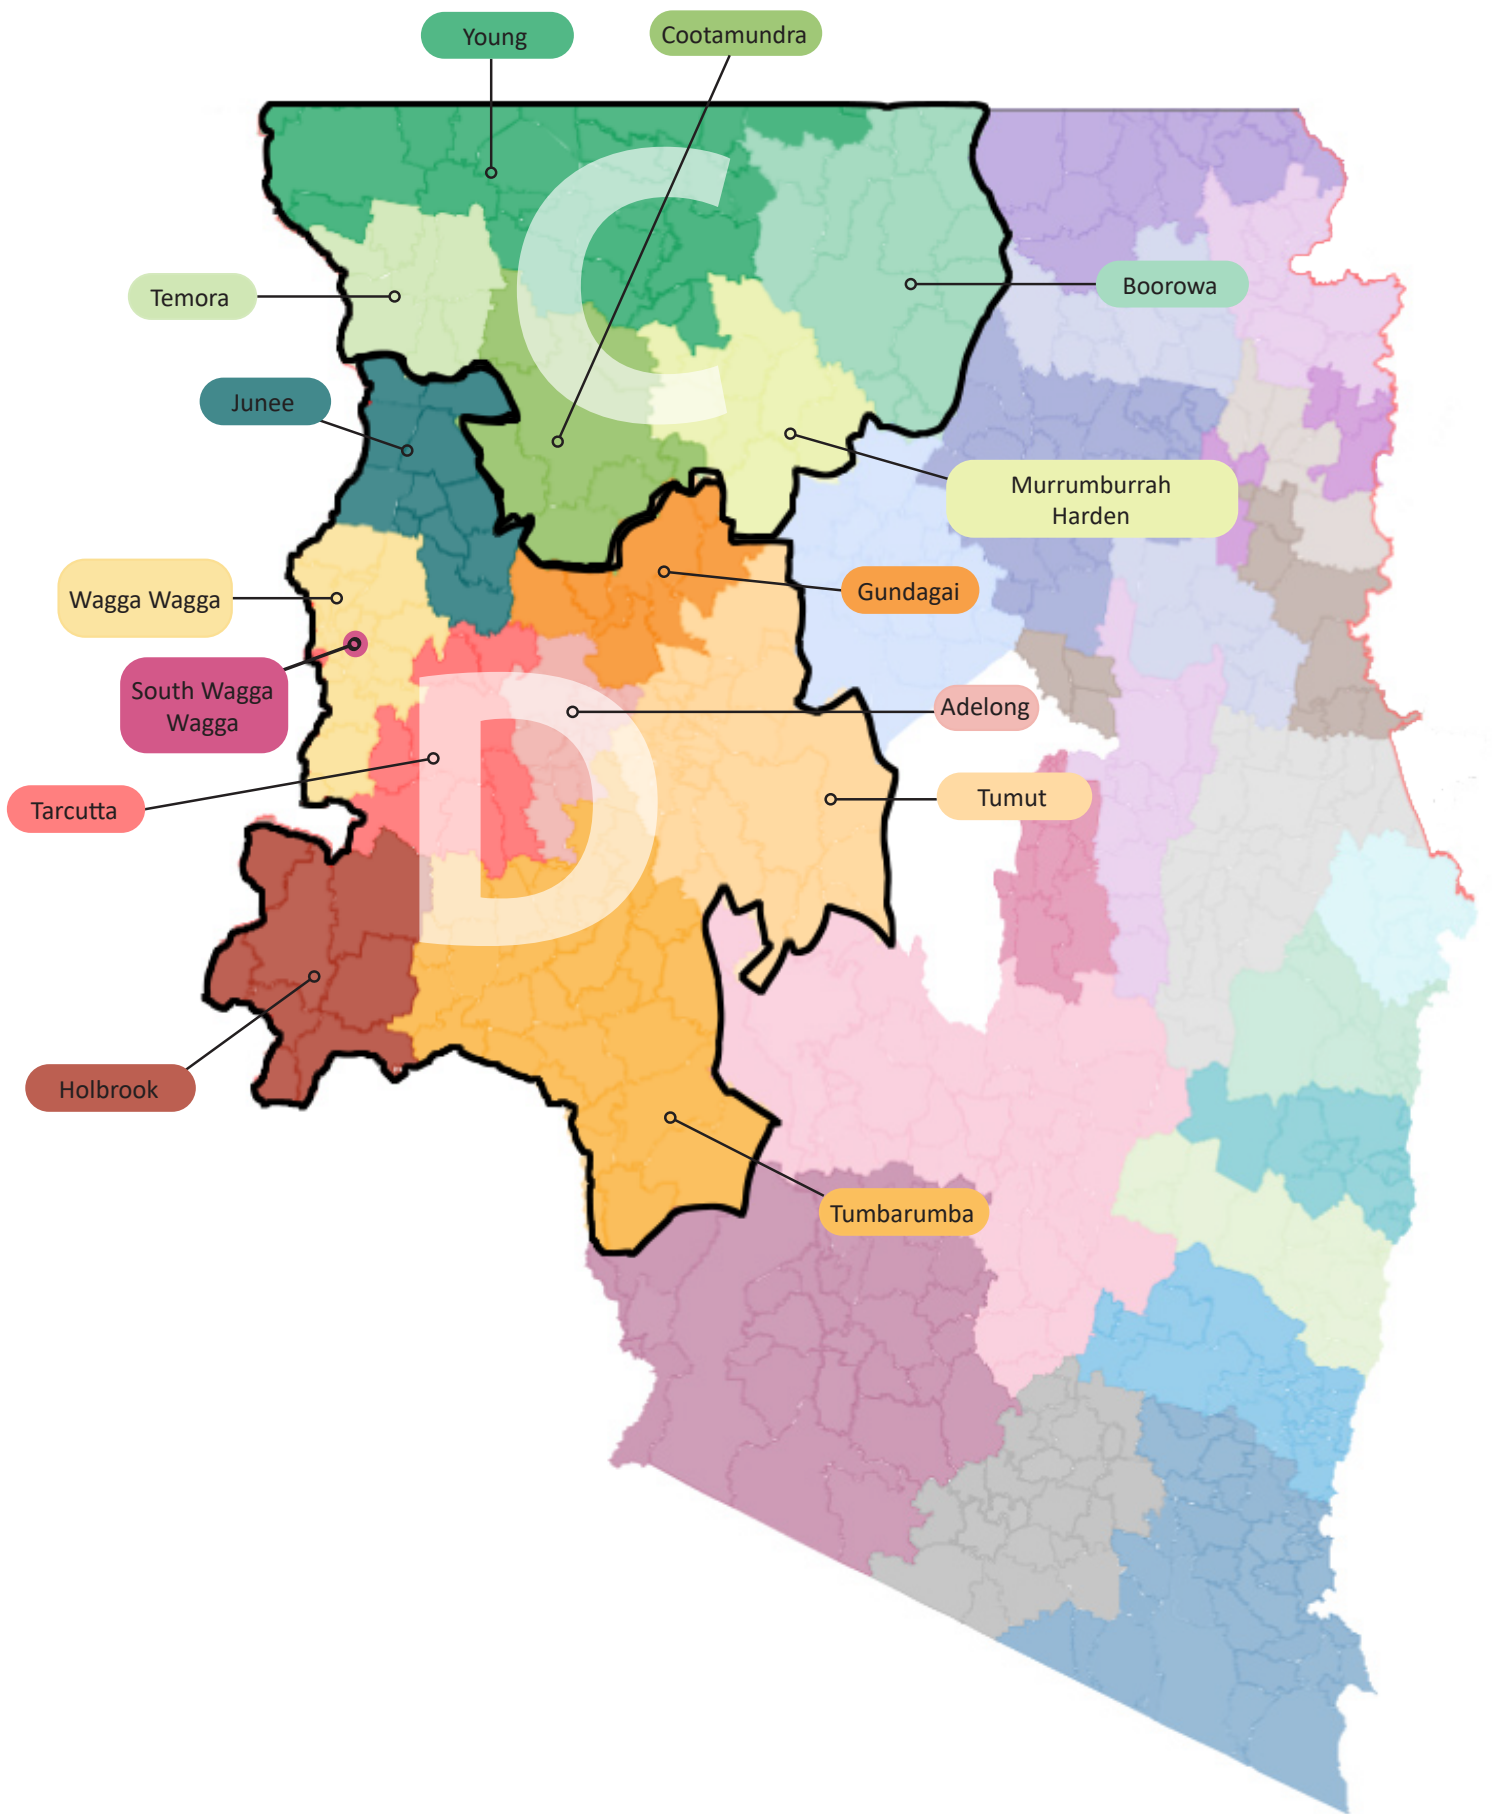 Young
Cootamundra
C
Temora
Boorowa
Junee
Murrumburrah
Harden
Wagga Wagga
Gundagai
South Wagga
Wagga
D
Adelong
Tarcutta
Tumut
Holbrook
Tumbarumba